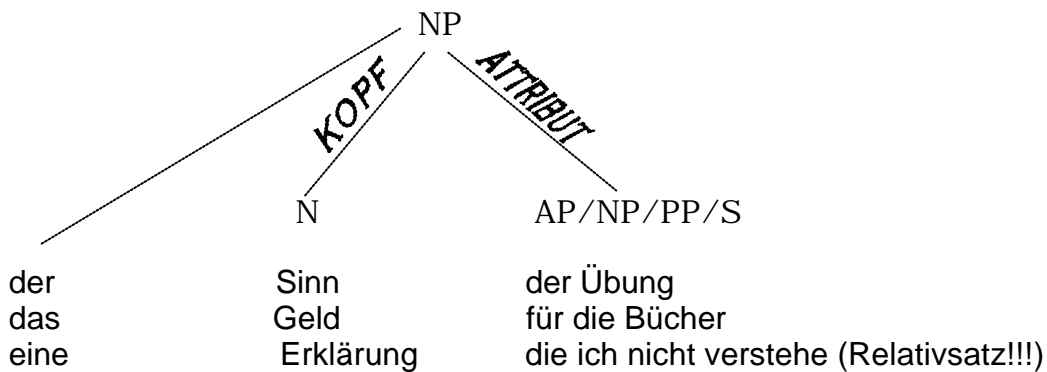 NP
KOPF ATTRIBUT
N AP/NP/PP/S
der Sinn der Übung
das Geld für die Bücher
eine Erklärung die ich nicht verstehe (Relativsatz!!!)